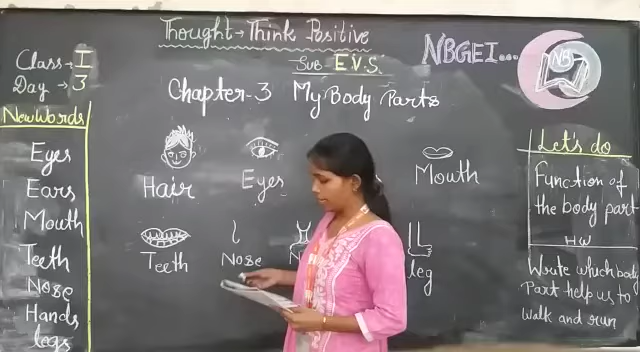 Thought → Think Positive
NBGEI...
NB
Class → I
Day → 3
Sub E.V.S.
Chapter-3 My Body Parts
New Words
Eyes
Ears
Mouth
Teeth
Nose
Hands
legs
Hair
Eyes
Mouth
Teeth
Nose
leg
Let's do
Function of
the body part
H.W
Write which body
Part help us to
walk and run